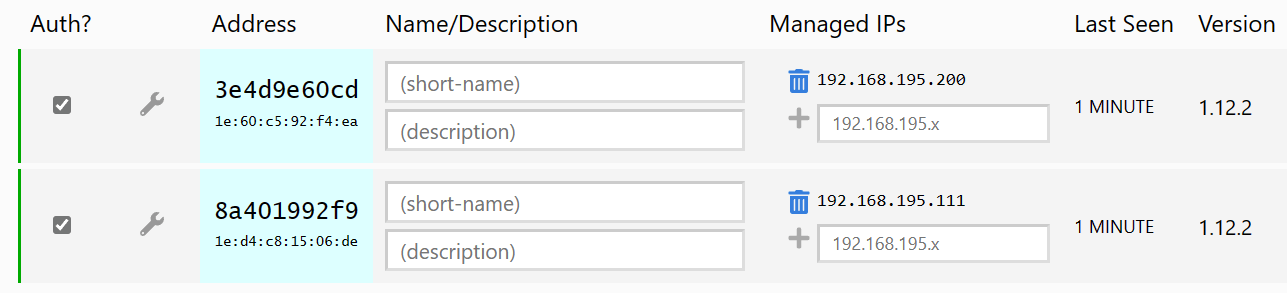 Auth? Address Name/Description Managed IPs Last Seen Version
3e4d9e60cd
1e:60:c5:92:f4:ea
(short-name)
(description)
192.168.195.200
192.168.195.x
1 MINUTE
1.12.2
8a401992f9
1e:d4:c8:15:06:de
(short-name)
(description)
192.168.195.111
192.168.195.x
1 MINUTE
1.12.2